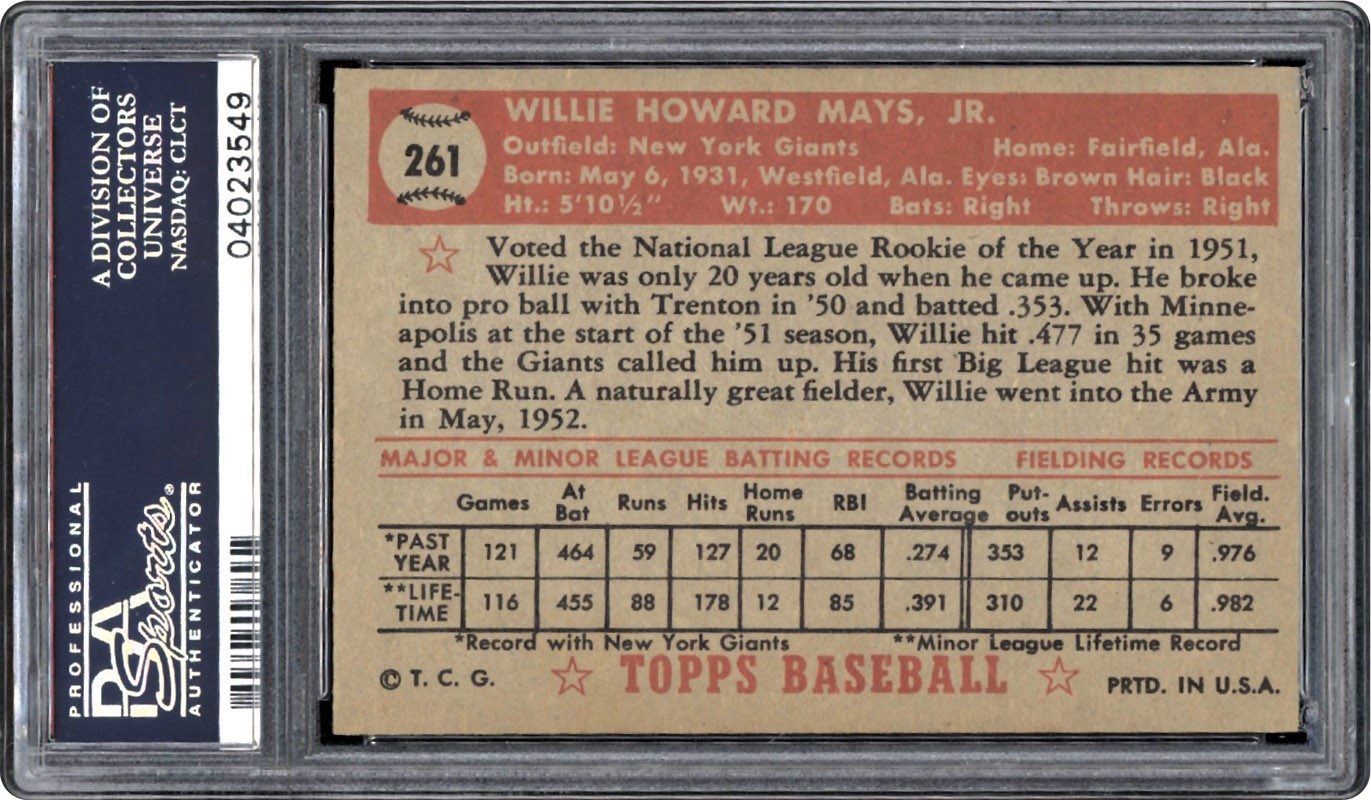 A DIVISION OF
COLLECTORS
UNIVERSE
NASDAQ: CLCT
PROFESSIONAL
PSA
Sports®
AUTHENTICATOR
04023549
261
WILLIE HOWARD MAYS, JR.
Outfield: New York Giants Home: Fairfield, Ala.
Born: May 6, 1931, Westfield, Ala. Eyes: Brown Hair: Black
Ht.: 5'10½" Wt.: 170 Bats: Right Throws: Right
Voted the National League Rookie of the Year in 1951,
Willie was only 20 years old when he came up. He broke
into pro ball with Trenton in '50 and batted .353. With Minne-
apolis at the start of the '51 season, Willie hit .477 in 35 games
and the Giants called him up. His first Big League hit was a
Home Run. A naturally great fielder, Willie went into the Army
in May, 1952.
MAJOR & MINOR LEAGUE BATTING RECORDS FIELDING RECORDS
Games At Bat Runs Hits Home Runs RBI Batting Average Put-outs Assists Errors Field. Avg.
*PAST YEAR 121 464 59 127 20 68 .274 353 12 9 .976
**LIFE-TIME 116 455 88 178 12 85 .391 310 22 6 .982
*Record with New York Giants **Minor League Lifetime Record
© T. C. G. TOPPS BASEBALL PRTD. IN U.S.A.